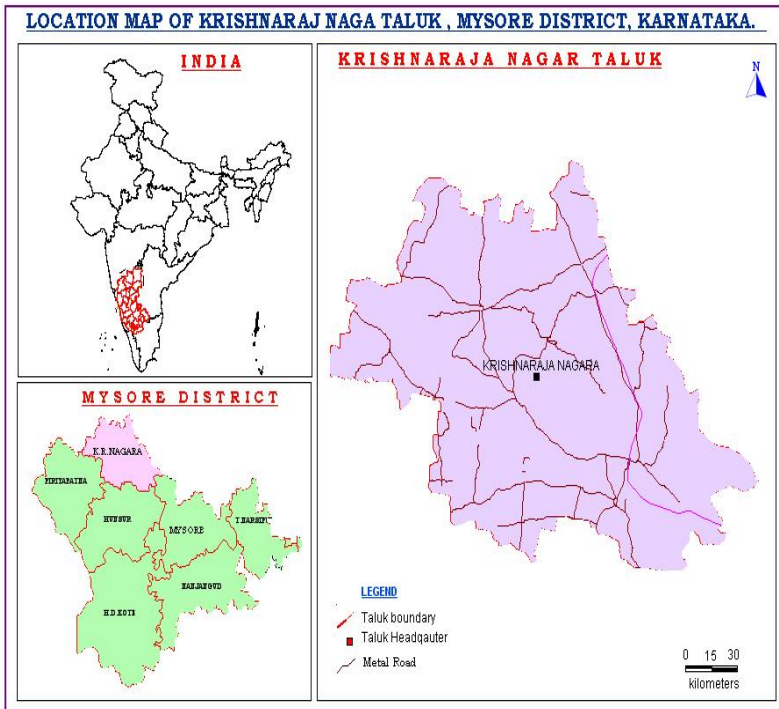 LOCATION MAP OF KRISHNARAJ NAGA TALUK , MYSORE DISTRICT, KARNATAKA.
INDIA
KRISHNARAJA NAGAR TALUK
N
KRISHNARAJA NAGARA
MYSORE DISTRICT
K.R.NAGARA
PIRIYAPATNA
HUNSUR
MYSORE
T.NARSIPU
NANJANGUD
H.D.KOTE
LEGEND
Taluk boundary
Taluk Headqauter
Metal Road
0 15 30
kilometers